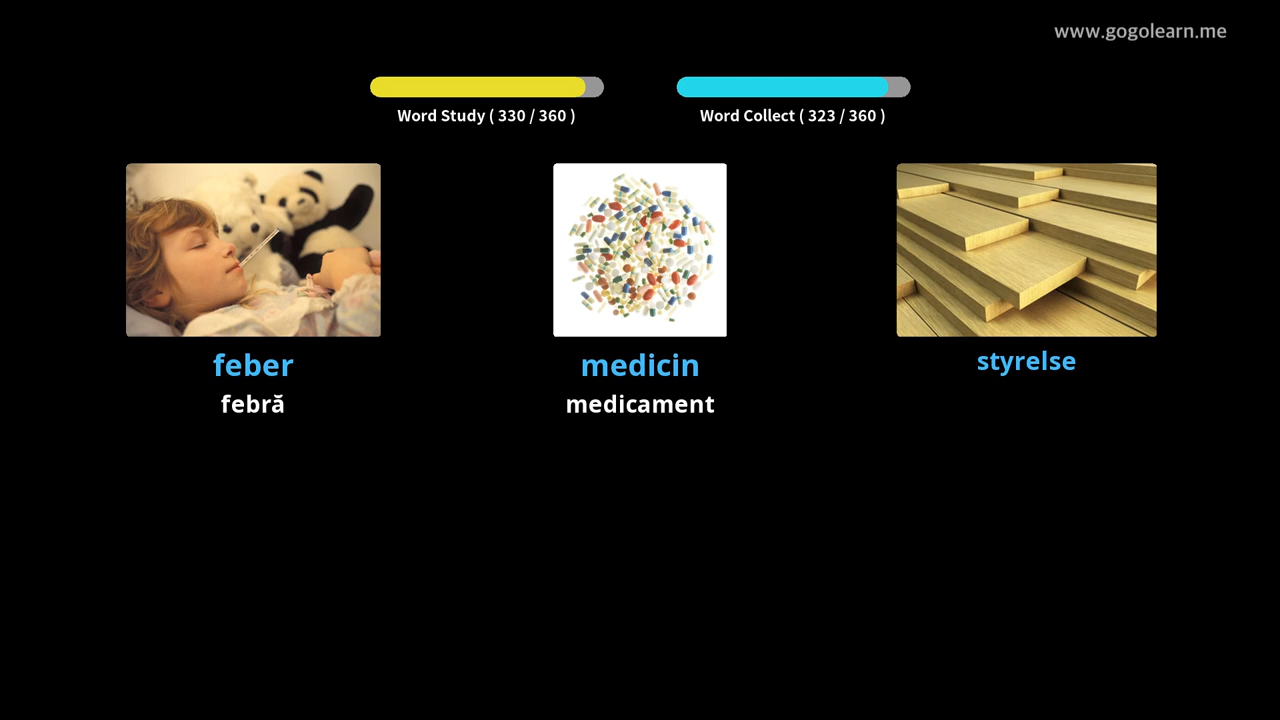 www.gogolearn.me
Word Study ( 330 / 360 )
Word Collect ( 323 / 360 )
feber
febră
medicin
medicament
styrelse